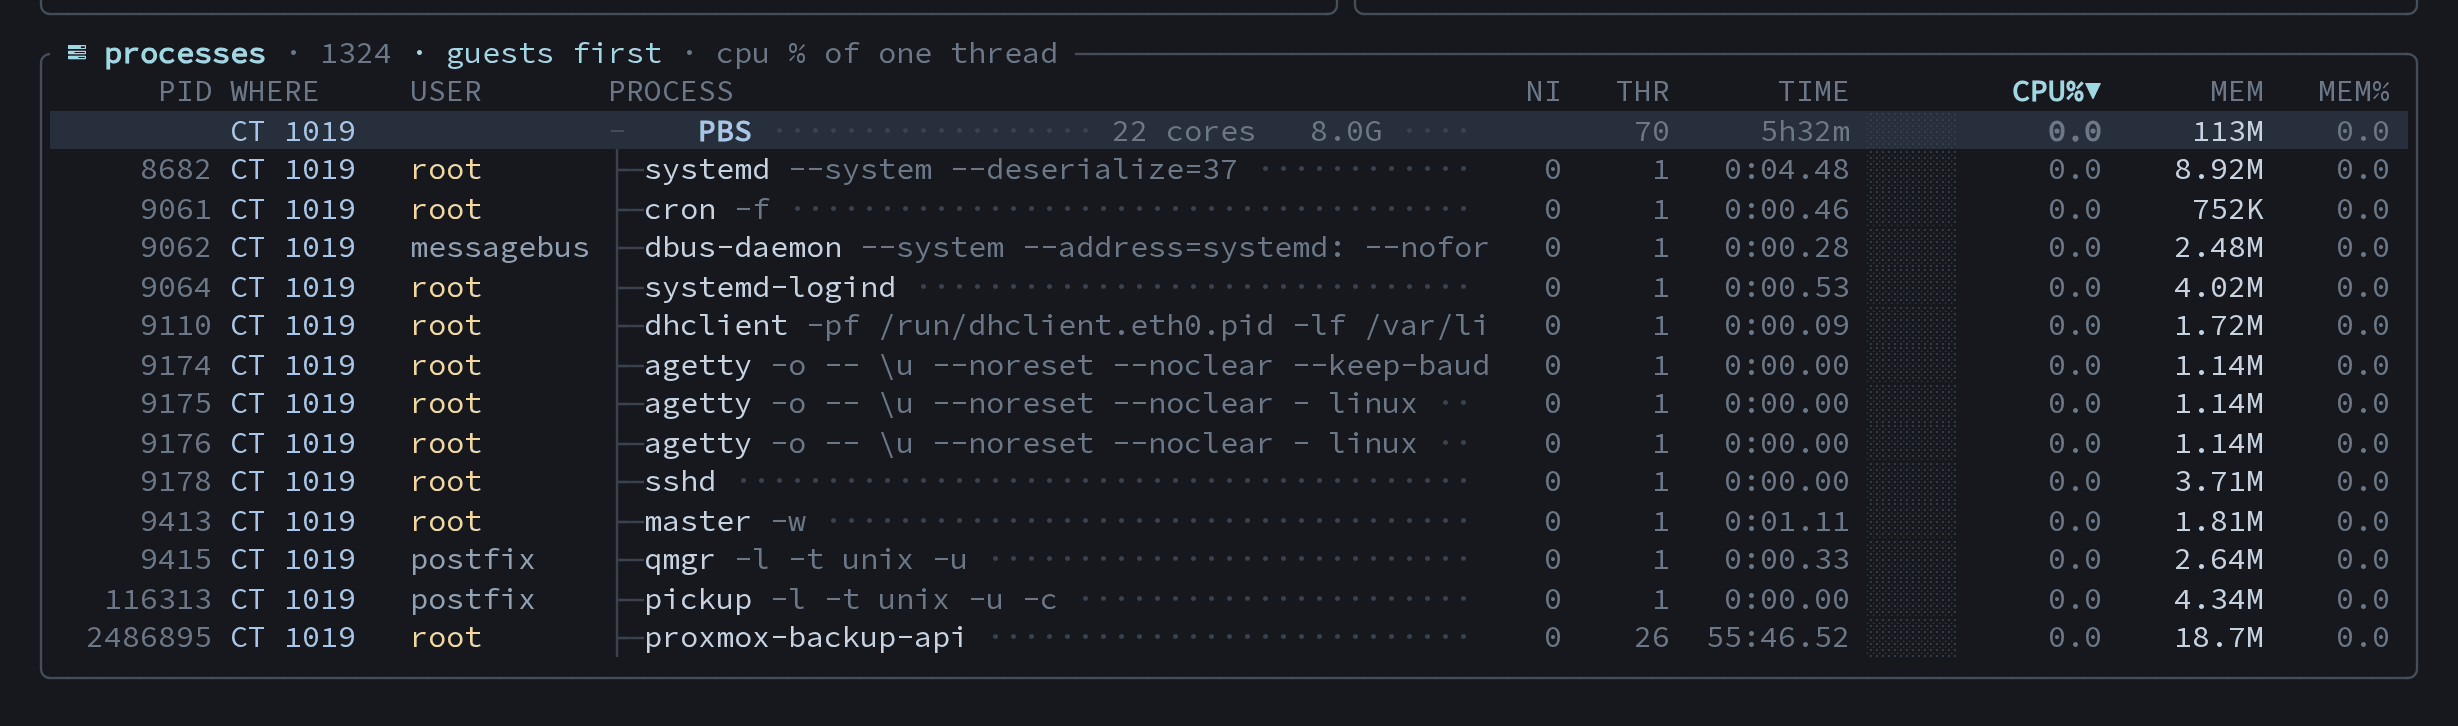 processes · 1324 · guests first · cpu % of one thread
PID WHERE USER PROCESS NI THR TIME CPU%▼ MEM MEM%
CT 1019 − PBS 22 cores 8.0G 70 5h32m 0.0 113M 0.0
8682 CT 1019 root systemd --system --deserialize=37 0 1 0:04.48 0.0 8.92M 0.0
9061 CT 1019 root cron -f 0 1 0:00.46 0.0 752K 0.0
9062 CT 1019 messagebus dbus-daemon --system --address=systemd: --nofor 0 1 0:00.28 0.0 2.48M 0.0
9064 CT 1019 root systemd-logind 0 1 0:00.53 0.0 4.02M 0.0
9110 CT 1019 root dhclient -pf /run/dhclient.eth0.pid -lf /var/li 0 1 0:00.09 0.0 1.72M 0.0
9174 CT 1019 root agetty -o -- \u --noreset --noclear --keep-baud 0 1 0:00.00 0.0 1.14M 0.0
9175 CT 1019 root agetty -o -- \u --noreset --noclear - linux 0 1 0:00.00 0.0 1.14M 0.0
9176 CT 1019 root agetty -o -- \u --noreset --noclear - linux 0 1 0:00.00 0.0 1.14M 0.0
9178 CT 1019 root sshd 0 1 0:00.00 0.0 3.71M 0.0
9413 CT 1019 root master -w 0 1 0:01.11 0.0 1.81M 0.0
9415 CT 1019 postfix qmgr -l -t unix -u 0 1 0:00.33 0.0 2.64M 0.0
116313 CT 1019 postfix pickup -l -t unix -u -c 0 1 0:00.00 0.0 4.34M 0.0
2486895 CT 1019 root proxmox-backup-api 0 26 55:46.52 0.0 18.7M 0.0